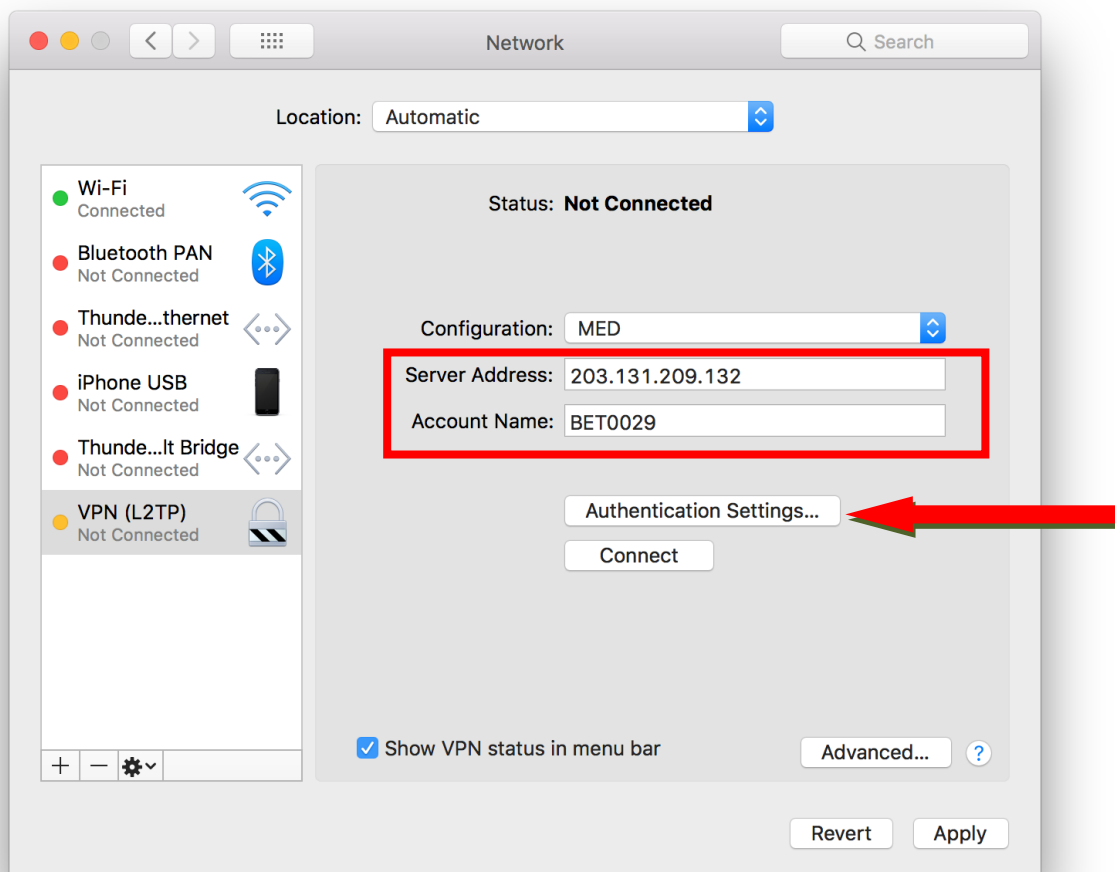 Network
Search
Location: Automatic
Wi-Fi
Connected
Bluetooth PAN
Not Connected
Thunde...thernet
Not Connected
iPhone USB
Not Connected
Thunde...lt Bridge
Not Connected
VPN (L2TP)
Not Connected
Status: Not Connected
Configuration: MED
Server Address: 203.131.209.132
Account Name: BET0029
Authentication Settings...
Connect
Show VPN status in menu bar
Advanced...
?
Revert
Apply